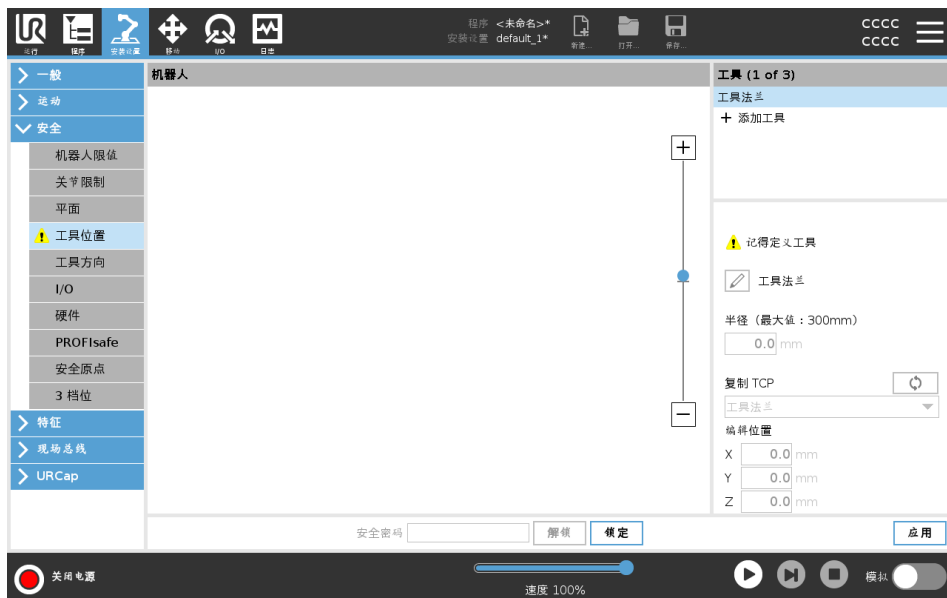 程序 <未命名>*
安装设置 default_1*
运行 程序 安装设置 移动 I/O 日志 新建... 打开... 保存...
CCCC
CCCC
一般
运动
安全
机器人限值
关节限制
平面
工具位置
工具方向
I/O
硬件
PROFIsafe
安全原点
3 档位
特征
现场总线
URCap
机器人
工具 (1 of 3)
工具法兰
添加工具
记得定义工具
工具法兰
半径（最大值：300mm）
0.0 mm
复制 TCP
工具法兰
编辑位置
X 0.0 mm
Y 0.0 mm
Z 0.0 mm
安全密码 解锁 锁定 应用
关闭电源
速度 100%
模拟